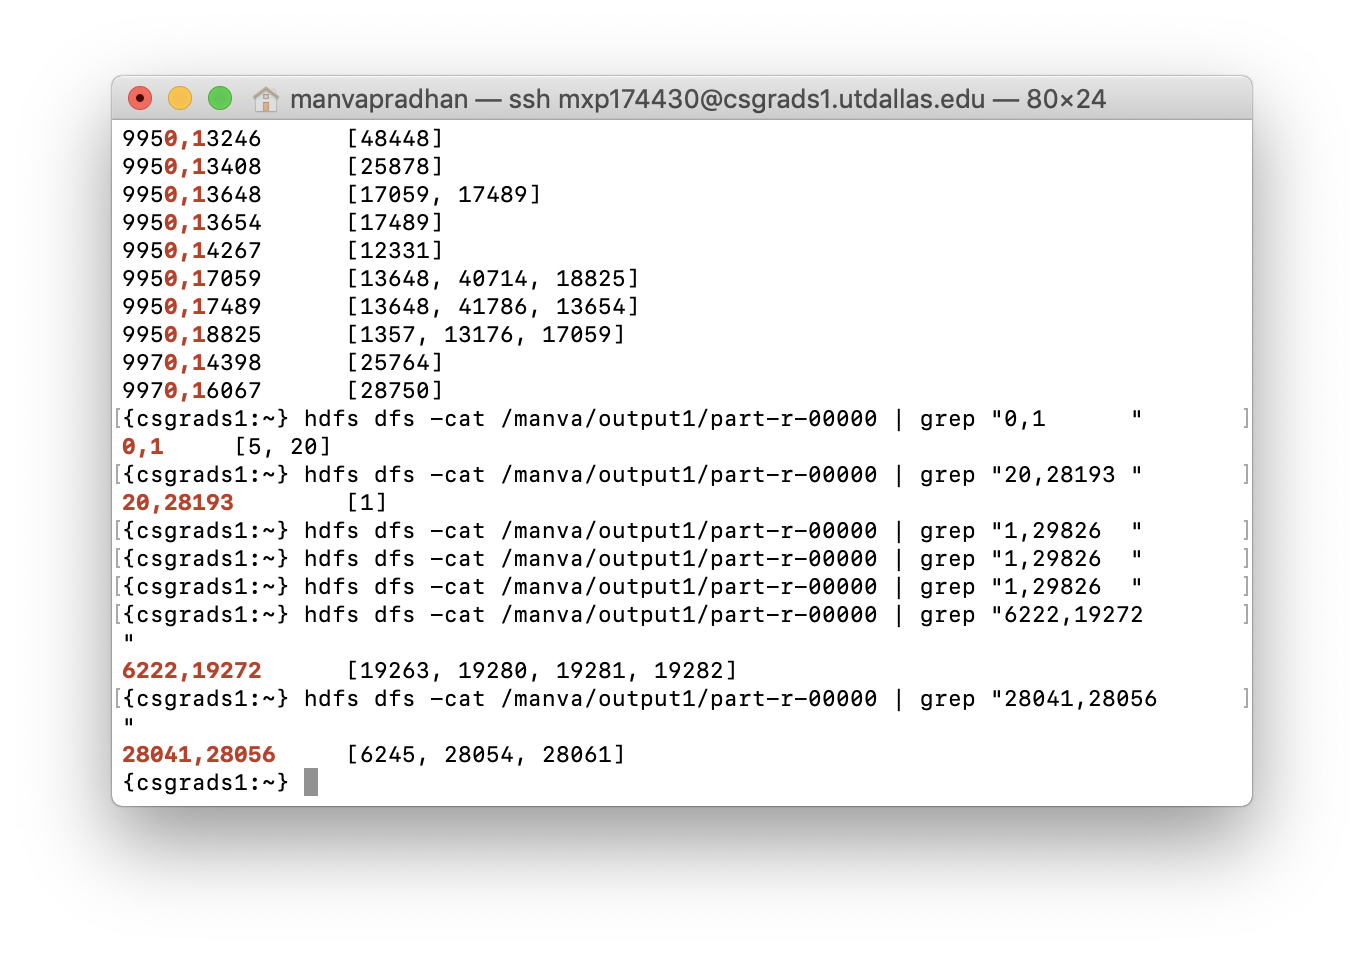 manvapradhan — ssh mxp174430@csgrads1.utdallas.edu — 80×24
9950,13246      [48448]
9950,13408      [25878]
9950,13648      [17059, 17489]
9950,13654      [17489]
9950,14267      [12331]
9950,17059      [13648, 40714, 18825]
9950,17489      [13648, 41786, 13654]
9950,18825      [1357, 13176, 17059]
9970,14398      [25764]
9970,16067      [28750]
[{csgrads1:~} hdfs dfs -cat /manva/output1/part-r-00000 | grep "0,1      "       ]
0,1     [5, 20]
[{csgrads1:~} hdfs dfs -cat /manva/output1/part-r-00000 | grep "20,28193 "       ]
20,28193        [1]
[{csgrads1:~} hdfs dfs -cat /manva/output1/part-r-00000 | grep "1,29826  "       ]
[{csgrads1:~} hdfs dfs -cat /manva/output1/part-r-00000 | grep "1,29826  "       ]
[{csgrads1:~} hdfs dfs -cat /manva/output1/part-r-00000 | grep "1,29826  "       ]
[{csgrads1:~} hdfs dfs -cat /manva/output1/part-r-00000 | grep "6222,19272       ]
"
6222,19272      [19263, 19280, 19281, 19282]
[{csgrads1:~} hdfs dfs -cat /manva/output1/part-r-00000 | grep "28041,28056      ]
"
28041,28056     [6245, 28054, 28061]
{csgrads1:~}